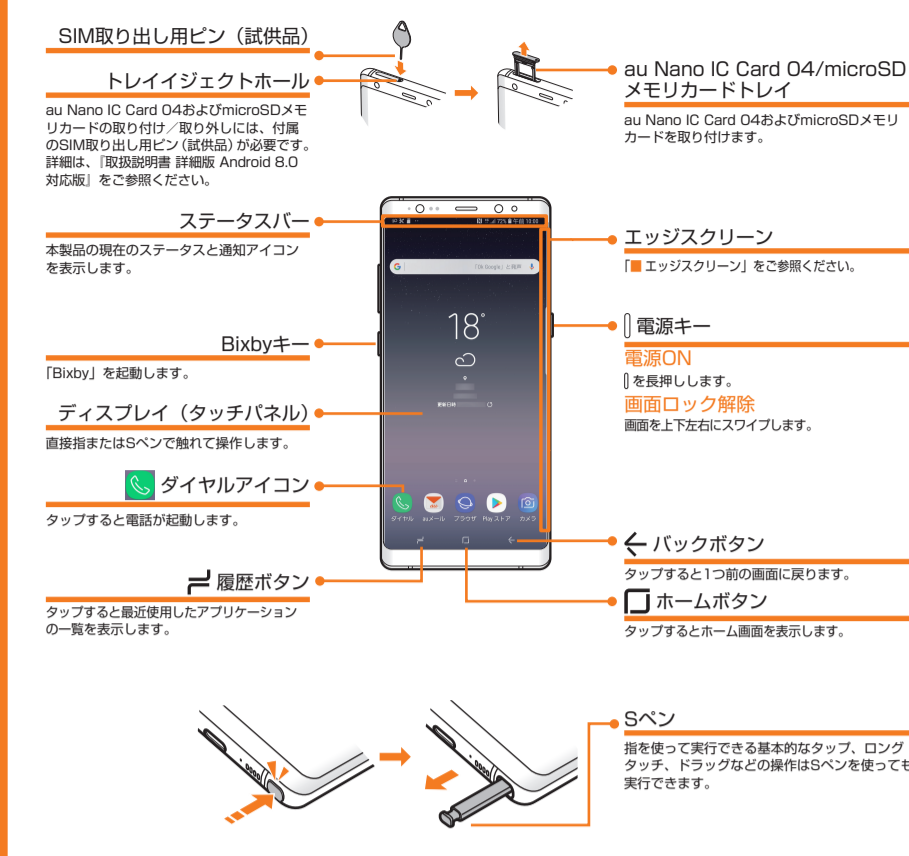 SIM取り出し用ピン（試供品）
トレイイジェクトホール
au Nano IC Card 04およびmicroSDメモ
リカードの取り付け／取り外しには、付属
のSIM取り出し用ピン（試供品）が必要です。
詳細は、『取扱説明書 詳細版 Android 8.0
対応版』をご参照ください。
au Nano IC Card 04/microSD
メモリカードトレイ
au Nano IC Card 04およびmicroSDメモリ
カードを取り付けます。
ステータスバー
本製品の現在のステータスと通知アイコン
を表示します。
Bixbyキー
「Bixby」を起動します。
ディスプレイ（タッチパネル）
直接指またはSペンで触れて操作します。
ダイヤルアイコン
タップすると電話が起動します。
履歴ボタン
タップすると最近使用したアプリケーション
の一覧を表示します。
72% 午前 10:00
G 「Ok Google」と発声
18°
更新日時
ダイヤル auメール ブラウザ Play ストア カメラ
エッジスクリーン
「■ エッジスクリーン」をご参照ください。
電源キー
電源ON
を長押しします。
画面ロック解除
画面を上下左右にスワイプします。
バックボタン
タップすると1つ前の画面に戻ります。
ホームボタン
タップするとホーム画面を表示します。
Sペン
指を使って実行できる基本的なタップ、ロング
タッチ、ドラッグなどの操作はSペンを使っても
実行できます。